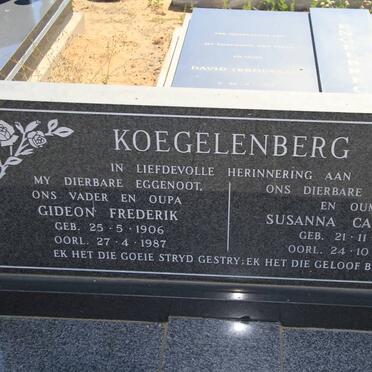 KOEGELENBERG
IN LIEFDEVOLLE HERINNERING AAN
MY DIERBARE EGGENOOT,
ONS VADER EN OUPA
GIDEON FREDERIK
GEB. 25 - 5 - 1906
OORL. 27 - 4 - 1987
ONS DIERBARE
EN
SUSANNA
GEB. 21 - 11
OORL. 24 - 10
EK HET DIE GOEIE STRYD GESTRY; EK HET DIE GELOOF